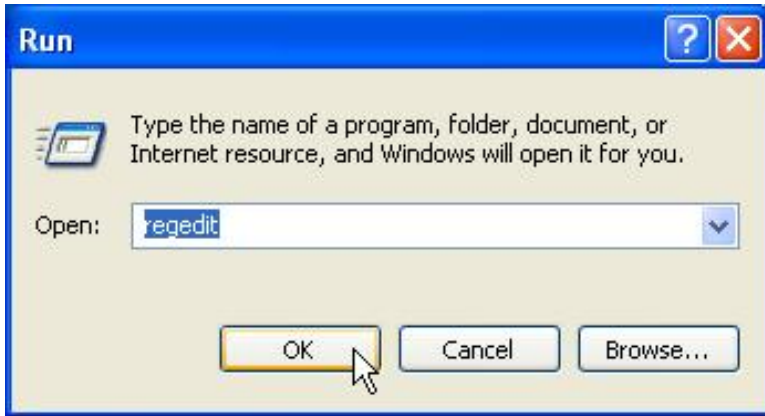 Run
Type the name of a program, folder, document, or
Internet resource, and Windows will open it for you.
Open: regedit
OK Cancel Browse...